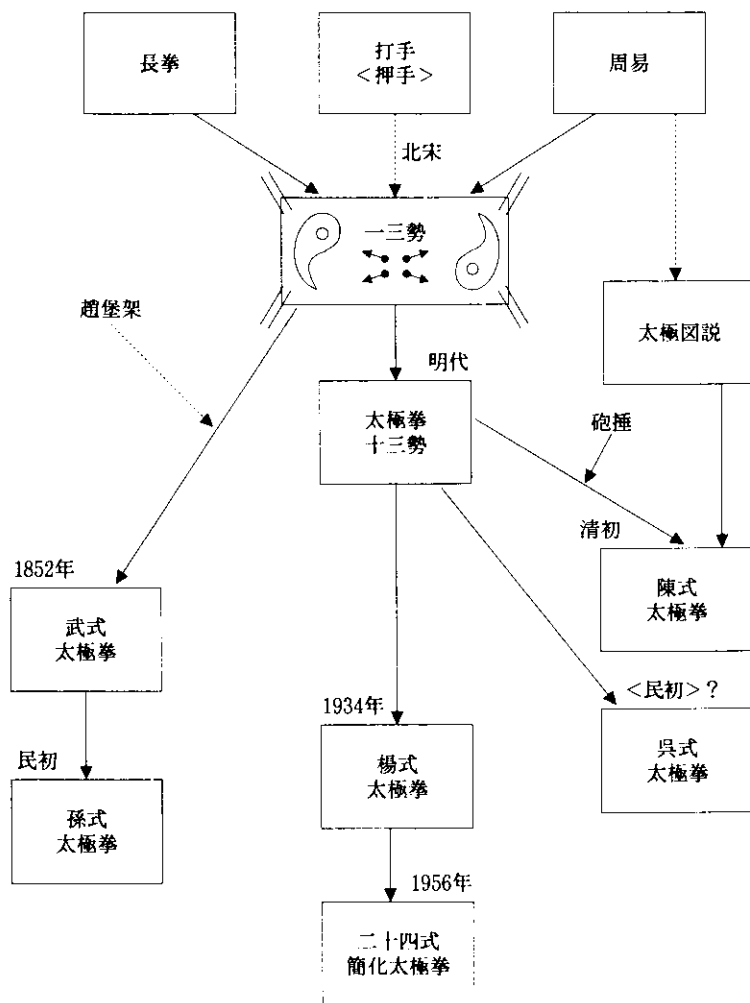 長拳
打手
<押手>
周易
北宋
一三勢
趙堡架
太極図説
明代
太極拳
十三勢
砲捶
清初
1852年
陳式
太極拳
武式
太極拳
<民初>?
1934年
呉式
太極拳
民初
楊式
太極拳
孫式
太極拳
1956年
二十四式
簡化太極拳